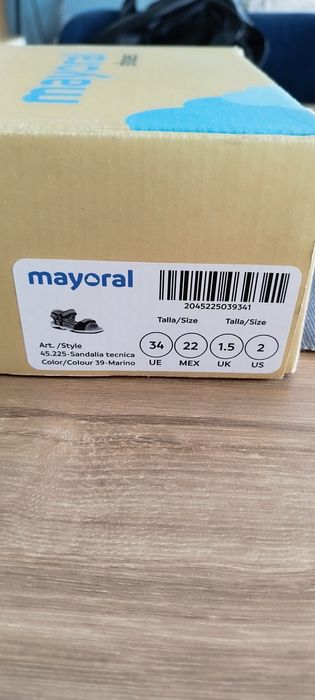 mayoral
shoes
mayoral
2045225039341
Talla/Size Talla/Size
Art. /Style
45.225-Sandalia tecnica
Color/Colour 39-Marino
34 22 1.5 2
UE MEX UK US